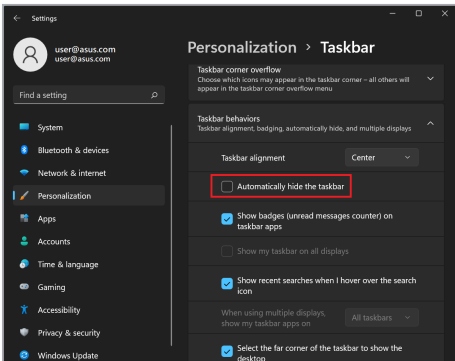 Settings
user@asus.com
user@asus.com
Find a setting
System
Bluetooth & devices
Network & internet
Personalization
Apps
Accounts
Time & language
Gaming
Accessibility
Privacy & security
Windows Update
Personalization > Taskbar
Taskbar corner overflow
Choose which icons may appear in the taskbar corner – all others will
appear in the taskbar corner overflow menu
Taskbar behaviors
Taskbar alignment, badging, automatically hide, and multiple displays
Taskbar alignment
Center
Automatically hide the taskbar
Show badges (unread messages counter) on
taskbar apps
Show my taskbar on all displays
Show recent searches when I hover over the search
icon
When using multiple displays,
show my taskbar apps on
All taskbars
Select the far corner of the taskbar to show the
desktop